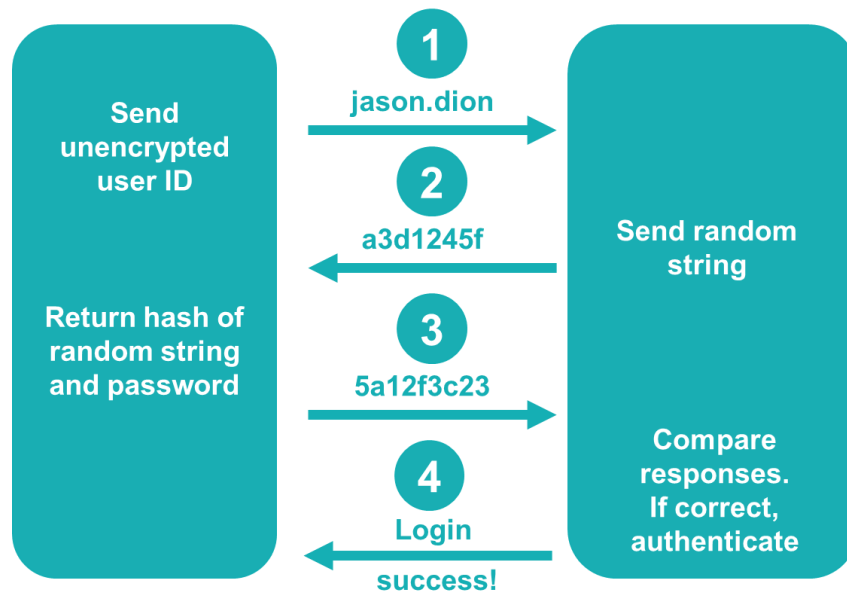 1
jason.dion
Send
unencrypted
user ID
2
a3d1245f
Send random
string
Return hash of
random string
and password
3
5a12f3c23
Compare
responses.
If correct,
authenticate
4
Login
success!